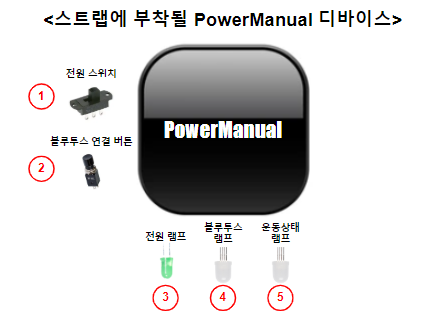 <스트랩에 부착될 PowerManual 디바이스>
전원 스위치
1
PowerManual
블루투스 연결 버튼
2
전원 램프
블루투스
램프
운동상태
램프
3
4
5